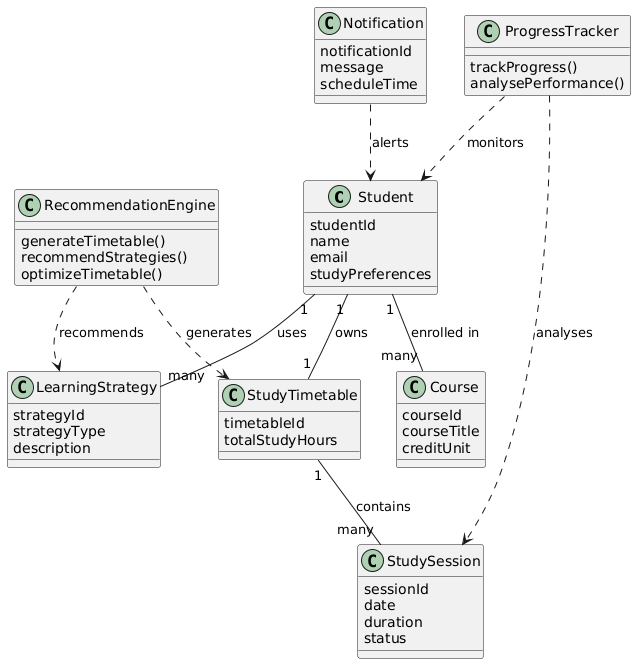 C Notification
notificationId
message
scheduleTime
C ProgressTracker
trackProgress()
analysePerformance()
alerts
monitors
C RecommendationEngine
generateTimetable()
recommendStrategies()
optimizeTimetable()
C Student
studentId
name
email
studyPreferences
recommends
generates
1
uses
many
1
owns
1
1
enrolled in
many
analyses
C LearningStrategy
strategyId
strategyType
description
C StudyTimetable
timetableId
totalStudyHours
C Course
courseId
courseTitle
creditUnit
1
contains
many
C StudySession
sessionId
date
duration
status